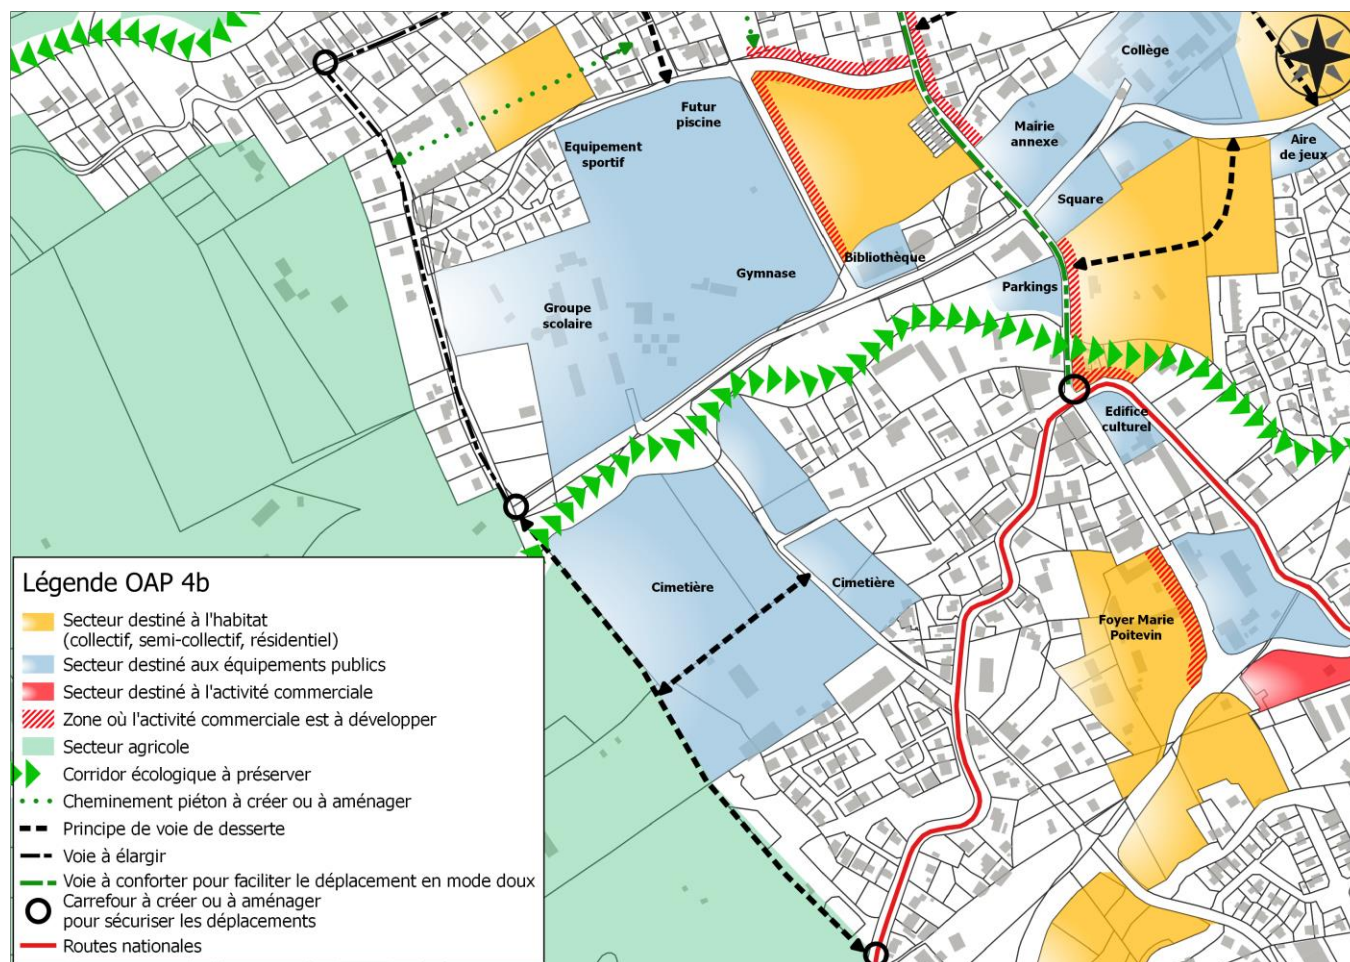 Collège
Futur
piscine
Mairie
annexe
Equipement
sportif
Aire
de jeux
Square
Bibliothèque
Gymnase
Parkings
Groupe
scolaire
Edifice
culturel
Cimetière
Cimetière
Foyer Marie
Poitevin
Légende OAP 4b
Secteur destiné à l'habitat
(collectif, semi-collectif, résidentiel)
Secteur destiné aux équipements publics
Secteur destiné à l'activité commerciale
Zone où l'activité commerciale est à développer
Secteur agricole
Corridor écologique à préserver
Cheminement piéton à créer ou à aménager
Principe de voie de desserte
Voie à élargir
Voie à conforter pour faciliter le déplacement en mode doux
Carrefour à créer ou à aménager
pour sécuriser les déplacements
Routes nationales